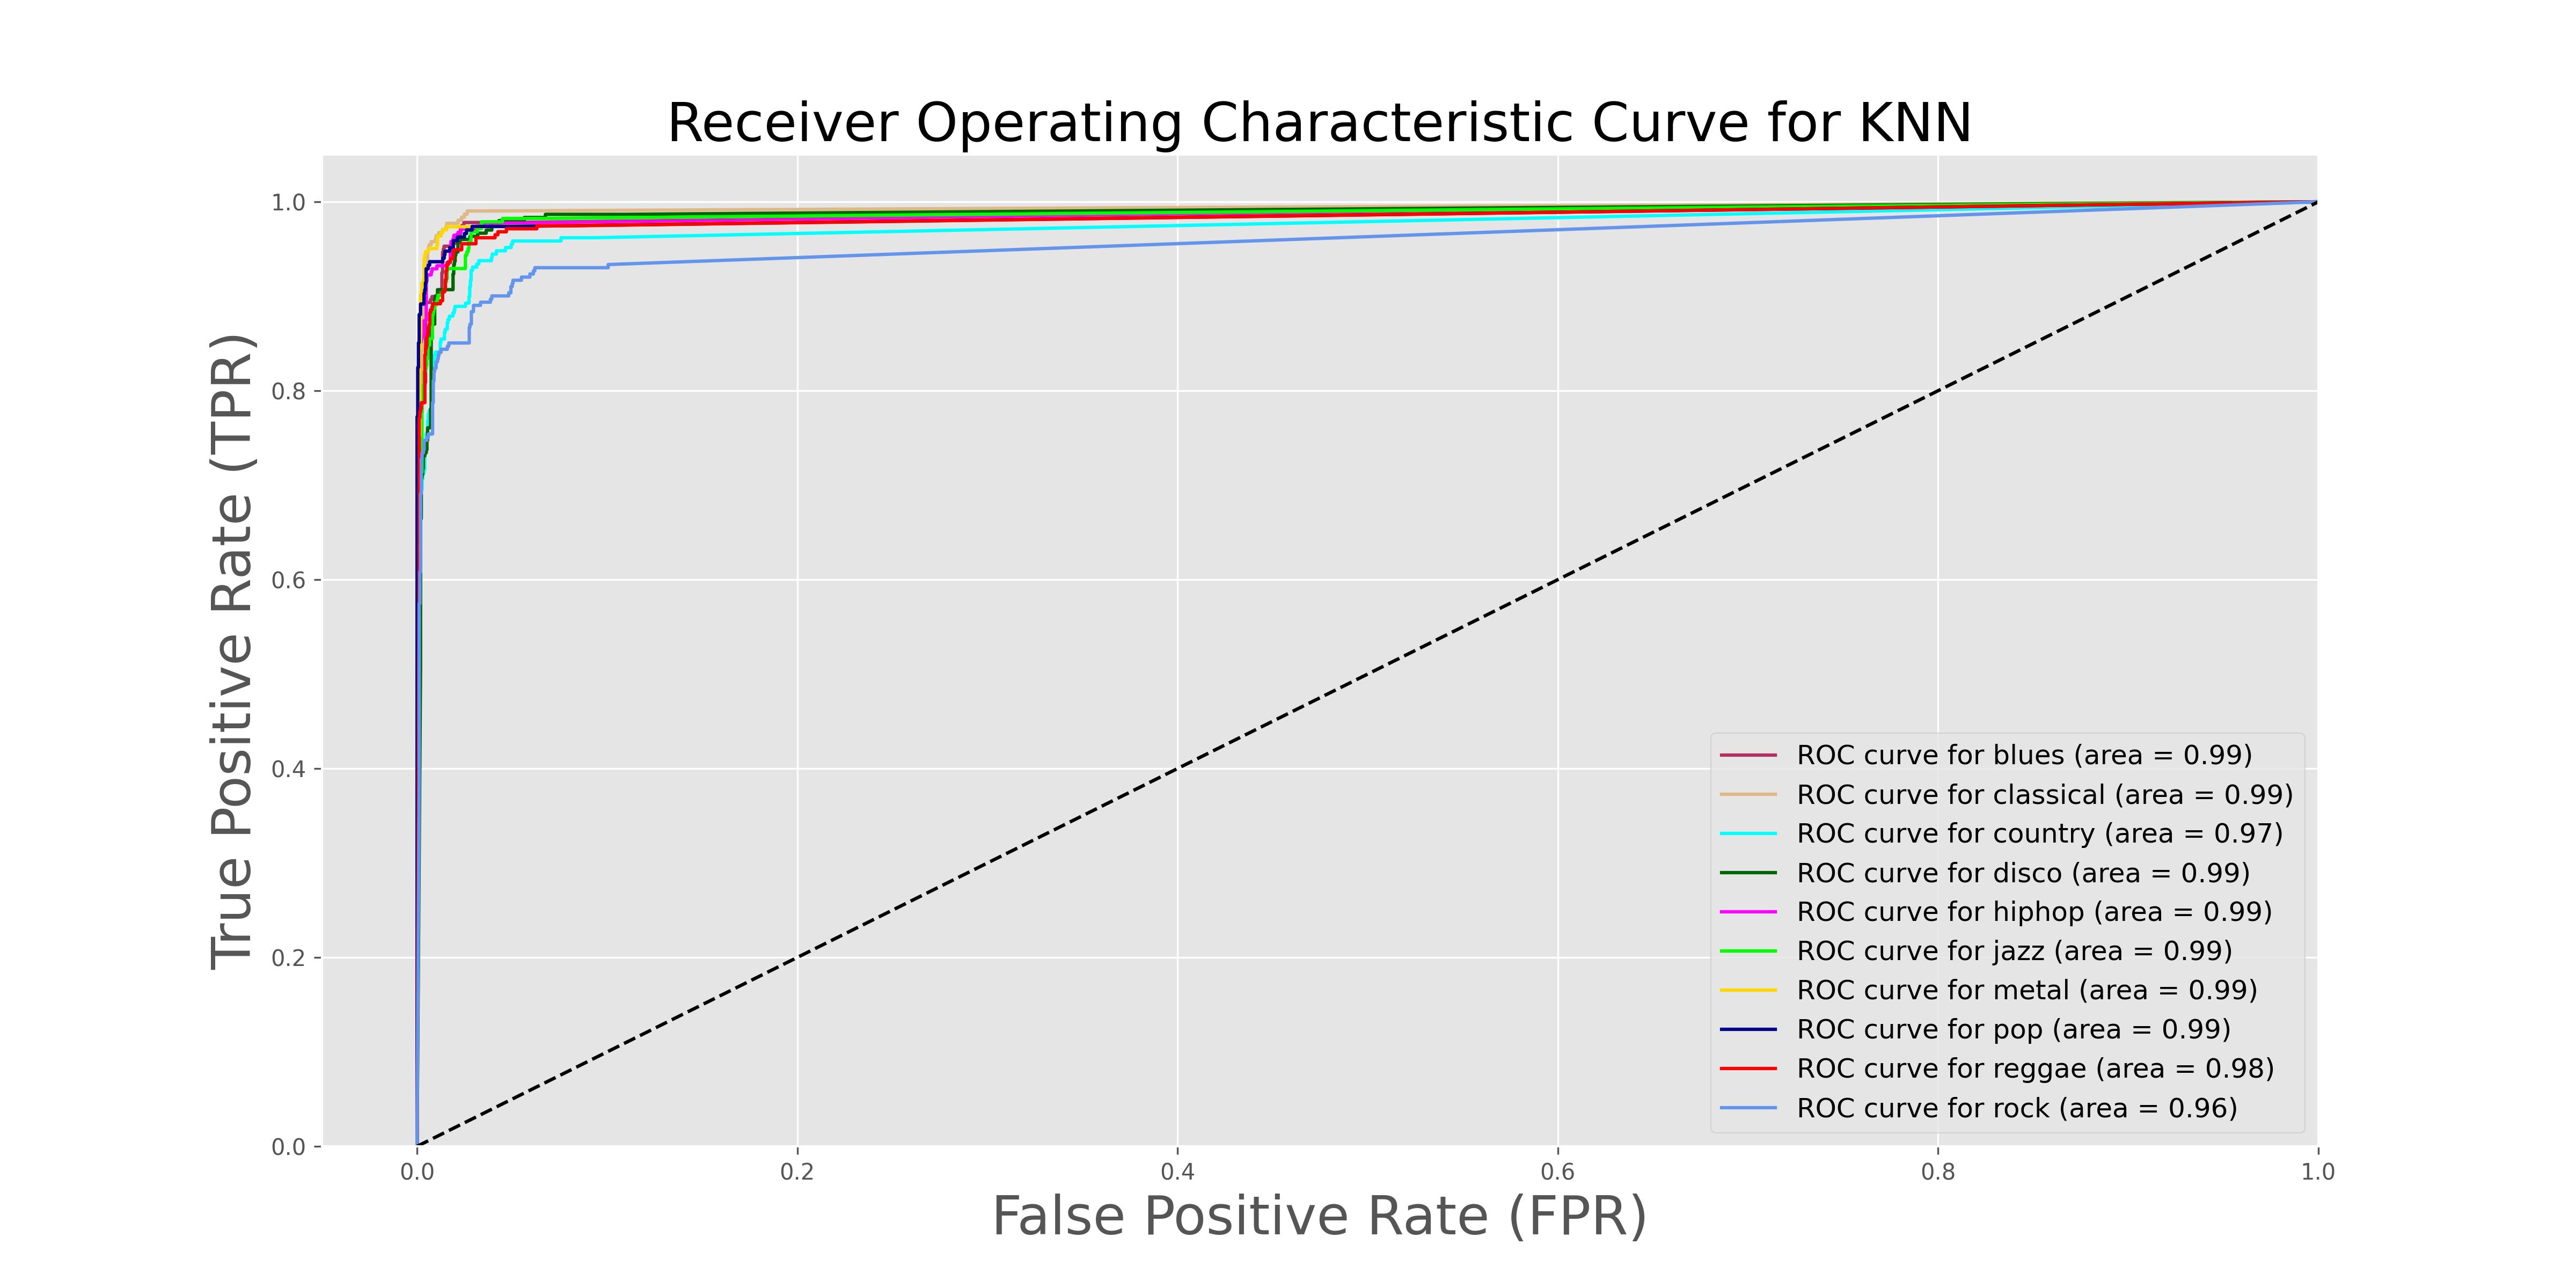 Receiver Operating Characteristic Curve for KNN
1.0
0.8
0.6
0.4
0.2
0.0
True Positive Rate (TPR)
ROC curve for blues (area = 0.99)
ROC curve for classical (area = 0.99)
ROC curve for country (area = 0.97)
ROC curve for disco (area = 0.99)
ROC curve for hiphop (area = 0.99)
ROC curve for jazz (area = 0.99)
ROC curve for metal (area = 0.99)
ROC curve for pop (area = 0.99)
ROC curve for reggae (area = 0.98)
ROC curve for rock (area = 0.96)
0.0 0.2 0.4 0.6 0.8 1.0
False Positive Rate (FPR)